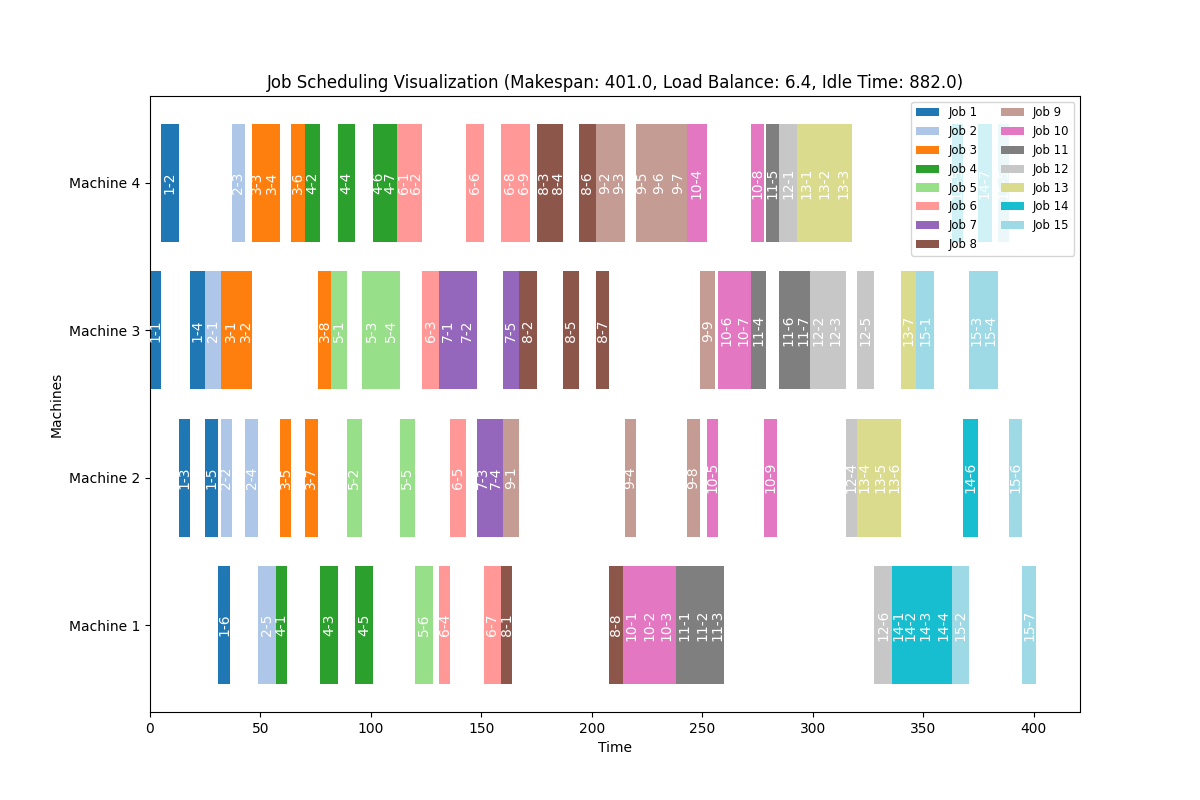 Job Scheduling Visualization (Makespan: 401.0, Load Balance: 6.4, Idle Time: 882.0)
Job 1 Job 9
Job 2 Job 10
Job 3 Job 11
Job 4 Job 12
Job 5 Job 13
Job 6 Job 14
Job 7 Job 15
Job 8
Machine 4
1-2 2-3 3-3 3-4 3-6 4-2 4-4 4-6 4-7 6-1 6-2 6-6 6-8 6-9 8-3 8-4 8-6 9-2 9-3 9-5 9-6 9-7 10-4 10-8 11-5 12-1 13-1 13-2 13-3 14-7
Machine 3
1-1 1-4 2-1 3-1 3-2 3-8 5-1 5-3 5-4 6-3 7-1 7-2 7-5 8-2 8-5 8-7 9-9 10-6 10-7 11-4 11-6 11-7 12-2 12-3 12-5 13-7 15-1 15-3 15-4
Machine 2
1-3 1-5 2-2 2-4 3-5 3-7 5-2 5-5 6-5 7-3 7-4 9-1 9-4 9-8 10-5 10-9 12-4 13-4 13-5 13-6 14-6 15-6
Machine 1
1-6 2-5 4-1 4-3 4-5 5-6 6-4 6-7 8-1 8-8 10-1 10-2 10-3 11-1 11-2 11-3 12-6 14-1 14-2 14-3 14-4 15-2 15-7
Machines
0 50 100 150 200 250 300 350 400
Time